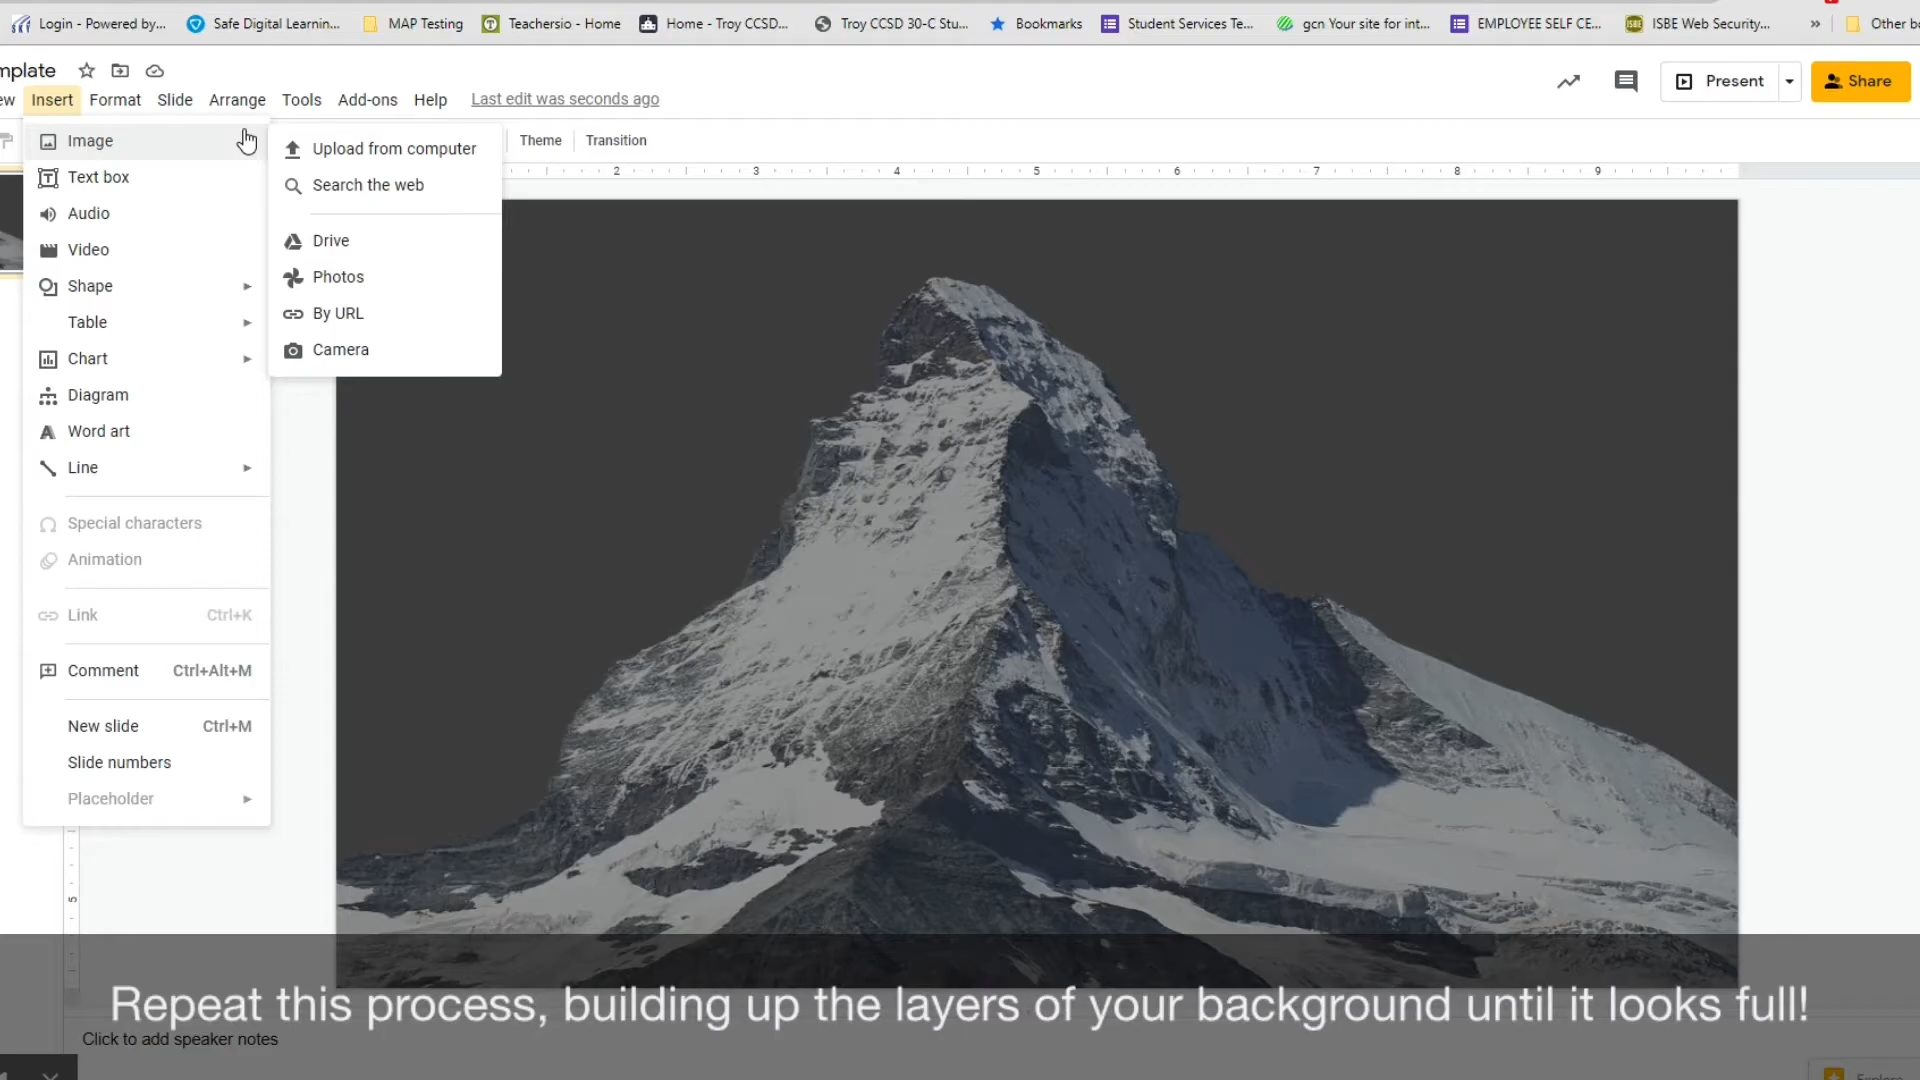 Login - Powered by...
Safe Digital Learnin...
MAP Testing
Teachersio - Home
Home - Troy CCSD...
Troy CCSD 30-C Stu...
Bookmarks
Student Services Te...
gcn Your site for int...
EMPLOYEE SELF CE...
ISBE Web Security...
»
Other bo
mplate
ew
Insert
Format
Slide
Arrange
Tools
Add-ons
Help
Last edit was seconds ago
Present
Share
Theme
Transition
Image
Text box
Audio
Video
Shape
Table
Chart
Diagram
Word art
Line
Special characters
Animation
Link Ctrl+K
Comment Ctrl+Alt+M
New slide Ctrl+M
Slide numbers
Placeholder
Upload from computer
Search the web
Drive
Photos
By URL
Camera
2 3 4 5 6 7 8 9
5
Repeat this process, building up the layers of your background until it looks full!
Click to add speaker notes